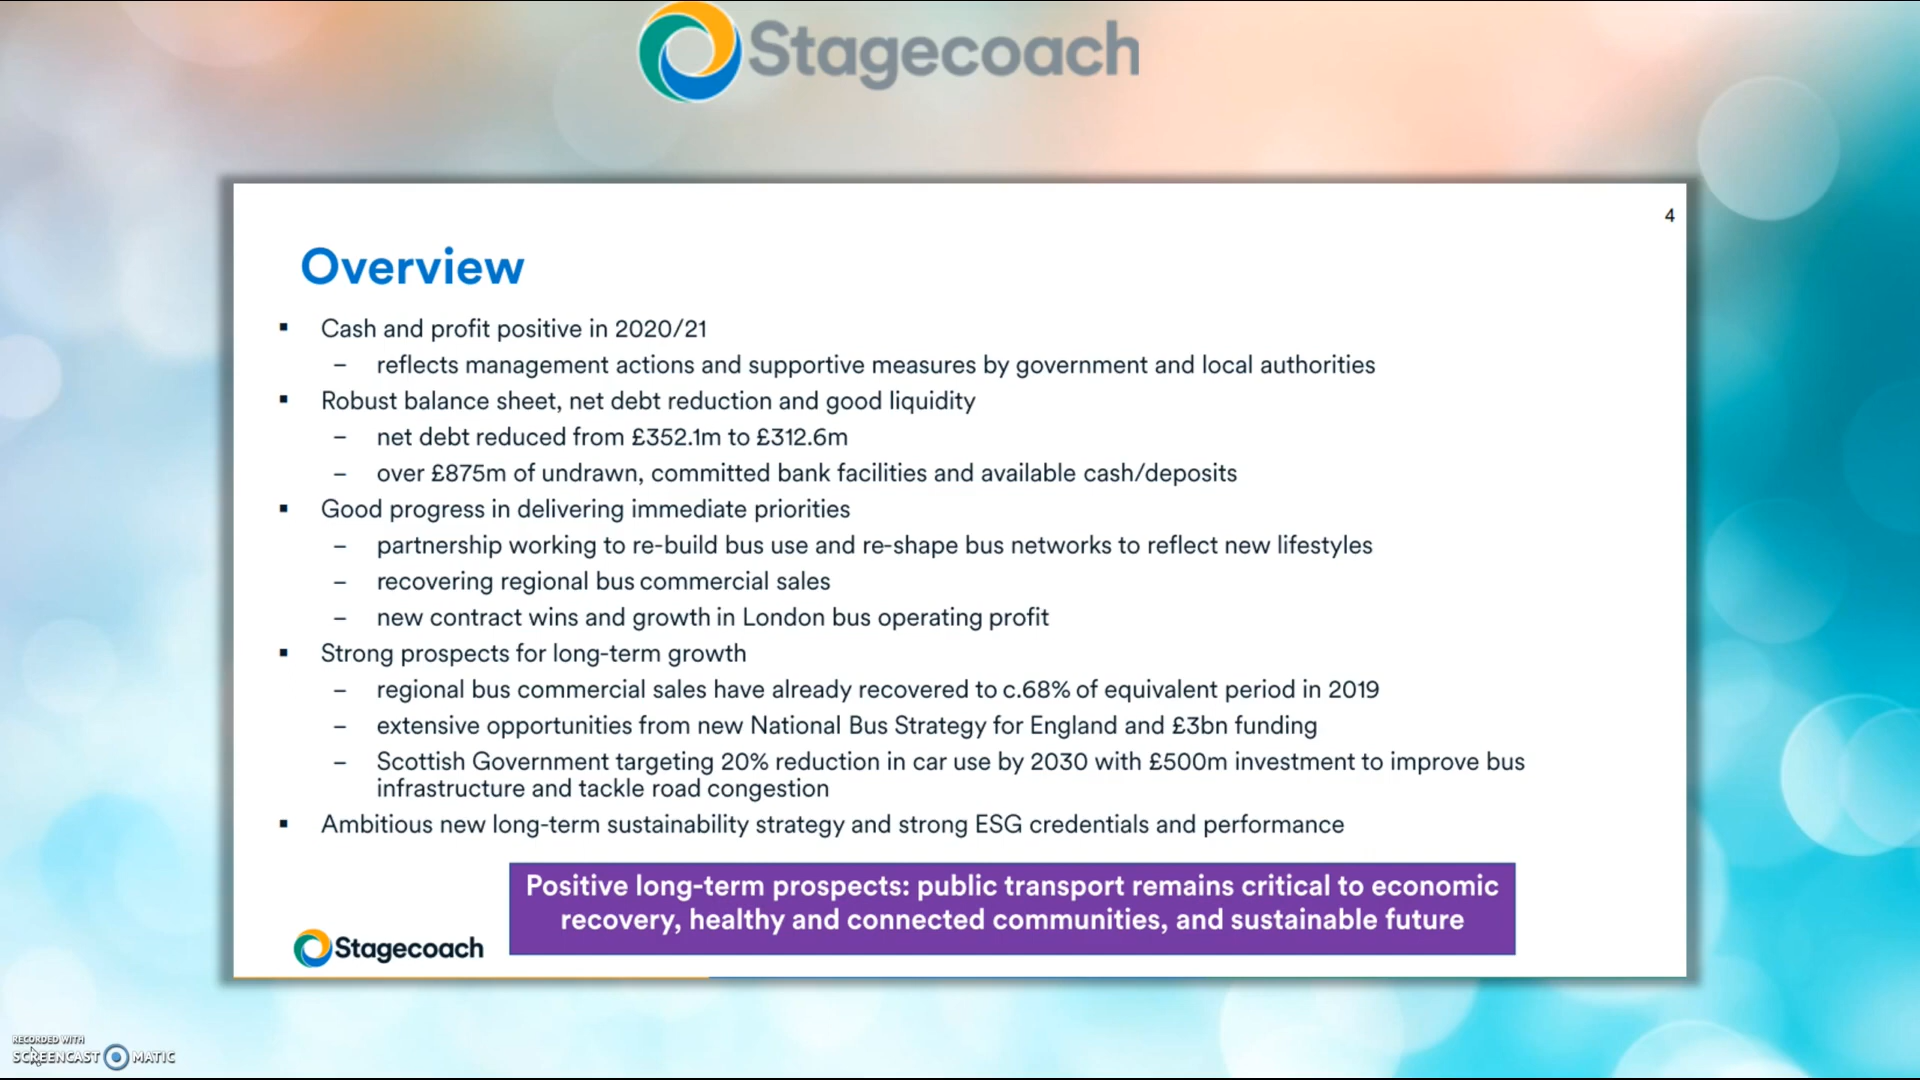 Stagecoach
4
Overview
▪ Cash and profit positive in 2020/21
– reflects management actions and supportive measures by government and local authorities
▪ Robust balance sheet, net debt reduction and good liquidity
– net debt reduced from £352.1m to £312.6m
– over £875m of undrawn, committed bank facilities and available cash/deposits
▪ Good progress in delivering immediate priorities
– partnership working to re-build bus use and re-shape bus networks to reflect new lifestyles
– recovering regional bus commercial sales
– new contract wins and growth in London bus operating profit
▪ Strong prospects for long-term growth
– regional bus commercial sales have already recovered to c.68% of equivalent period in 2019
– extensive opportunities from new National Bus Strategy for England and £3bn funding
– Scottish Government targeting 20% reduction in car use by 2030 with £500m investment to improve bus
infrastructure and tackle road congestion
▪ Ambitious new long-term sustainability strategy and strong ESG credentials and performance
Positive long-term prospects: public transport remains critical to economic
recovery, healthy and connected communities, and sustainable future
Stagecoach
RECORDED WITH
SCREENCAST MATIC